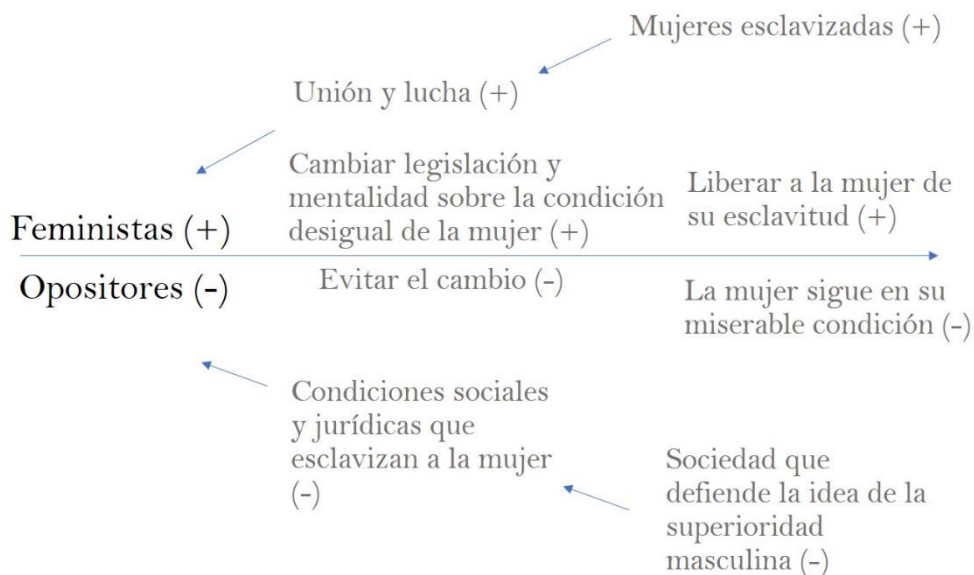 Mujeres esclavizadas (+)
Unión y lucha (+)
Cambiar legislación y
mentalidad sobre la condición
desigual de la mujer (+)
Liberar a la mujer de
su esclavitud (+)
Feministas (+)
Opositores (-)
Evitar el cambio (-)
La mujer sigue en su
miserable condición (-)
Condiciones sociales
y jurídicas que
esclavizan a la mujer
(-)
Sociedad que
defiende la idea de la
superioridad
masculina (-)